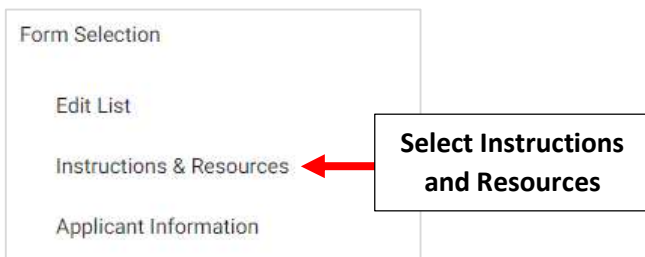 Form Selection
Edit List
Instructions & Resources
Select Instructions
and Resources
Applicant Information